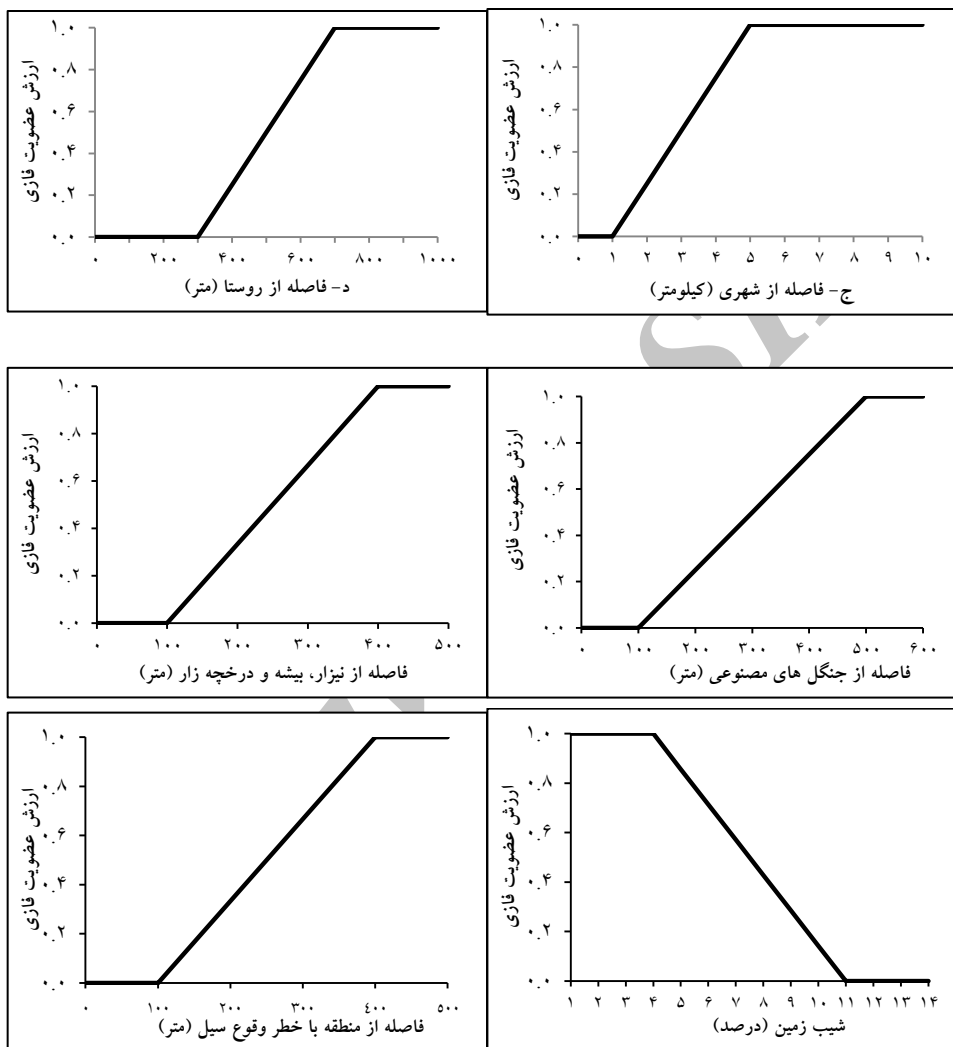 ارزش عضویت فازی
۱.۰
۰.۸
۰.۶
۰.۴
۰.۲
۰.۰
۰ ۱ ۲ ۳ ۴ ۵ ۶ ۷ ۸ ۹ ۱۰
ج- فاصله از شهری (کیلومتر)
ارزش عضویت فازی
۱.۰
۰.۸
۰.۶
۰.۴
۰.۲
۰.۰
۰ ۲۰۰ ۴۰۰ ۶۰۰ ۸۰۰ ۱۰۰۰
د- فاصله از روستا (متر)
ارزش عضویت فازی
۱.۰
۰.۸
۰.۶
۰.۴
۰.۲
۰.۰
۰ ۱۰۰ ۲۰۰ ۳۰۰ ۴۰۰ ۵۰۰ ۶۰۰
فاصله از جنگل های مصنوعی (متر)
ارزش عضویت فازی
۱.۰
۰.۸
۰.۶
۰.۴
۰.۲
۰.۰
۰ ۱۰۰ ۲۰۰ ۳۰۰ ۴۰۰ ۵۰۰
فاصله از نیزار، بیشه و درخچه زار (متر)
ارزش عضویت فازی
۱.۰
۰.۸
۰.۶
۰.۴
۰.۲
۰.۰
۱ ۲ ۳ ۴ ۵ ۶ ۷ ۸ ۹ ۱۰ ۱۱ ۱۲ ۱۳ ۱۴
شیب زمین (درصد)
ارزش عضویت فازی
۱.۰
۰.۸
۰.۶
۰.۴
۰.۲
۰.۰
۰ ۱۰۰ ۲۰۰ ۳۰۰ ٤۰۰ ۵۰۰
فاصله از منطقه با خطر وقوع سیل (متر)